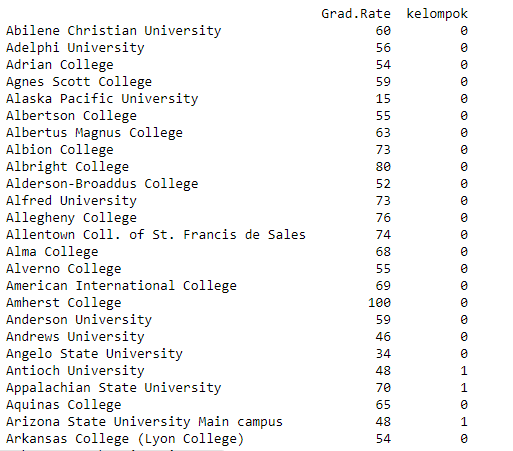 Grad.Rate kelompok
Abilene Christian University 60 0
Adelphi University 56 0
Adrian College 54 0
Agnes Scott College 59 0
Alaska Pacific University 15 0
Albertson College 55 0
Albertus Magnus College 63 0
Albion College 73 0
Albright College 80 0
Alderson-Broaddus College 52 0
Alfred University 73 0
Allegheny College 76 0
Allentown Coll. of St. Francis de Sales 74 0
Alma College 68 0
Alverno College 55 0
American International College 69 0
Amherst College 100 0
Anderson University 59 0
Andrews University 46 0
Angelo State University 34 0
Antioch University 48 1
Appalachian State University 70 1
Aquinas College 65 0
Arizona State University Main campus 48 1
Arkansas College (Lyon College) 54 0